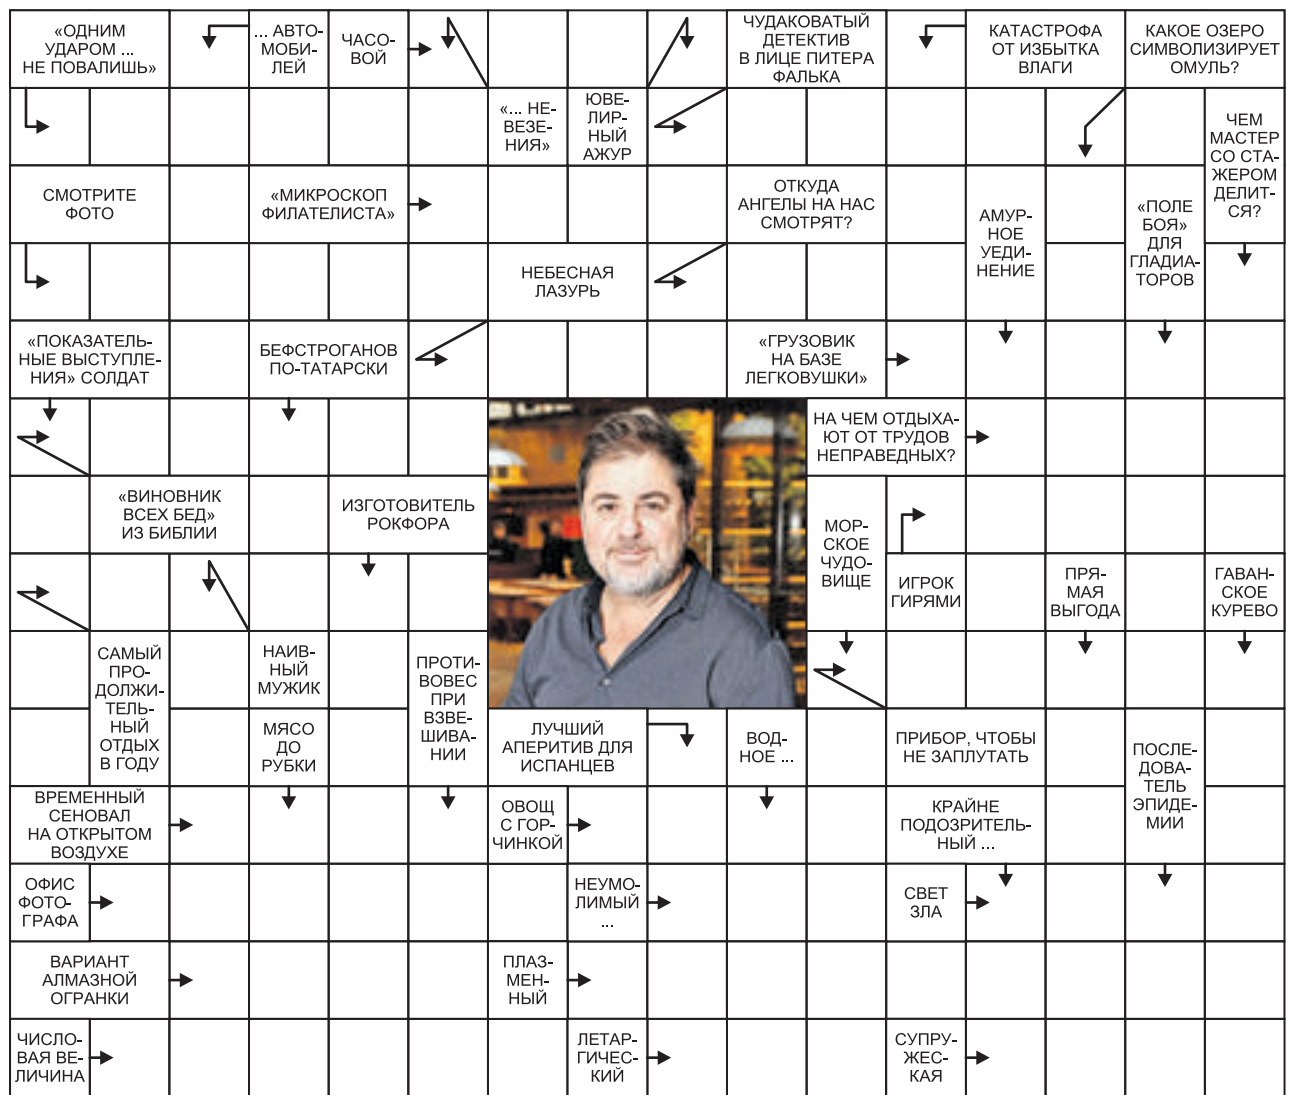 «ОДНИМ
УДАРОМ ...
НЕ ПОВАЛИШЬ»
... АВТО-
МОБИ-
ЛЕЙ
ЧАСО-
ВОЙ
ЧУДАКОВАТЫЙ
ДЕТЕКТИВ
В ЛИЦЕ ПИТЕРА
ФАЛЬКА
КАТАСТРОФА
ОТ ИЗБЫТКА
ВЛАГИ
КАКОЕ ОЗЕРО
СИМВОЛИЗИРУЕТ
ОМУЛЬ?
«... НЕ-
ВЕЗЕ-
НИЯ»
ЮВЕ-
ЛИР-
НЫЙ
АЖУР
ЧЕМ
МАСТЕР
СО СТА-
ЖЕРОМ
ДЕЛИТ-
СЯ?
СМОТРИТЕ
ФОТО
«МИКРОСКОП
ФИЛАТЕЛИСТА»
ОТКУДА
АНГЕЛЫ НА НАС
СМОТРЯТ?
АМУР-
НОЕ
УЕДИ-
НЕНИЕ
«ПОЛЕ
БОЯ»
ДЛЯ
ГЛАДИА-
ТОРОВ
НЕБЕСНАЯ
ЛАЗУРЬ
«ПОКАЗАТЕЛЬ-
НЫЕ ВЫСТУПЛЕ-
НИЯ» СОЛДАТ
БЕФСТРОГАНОВ
ПО-ТАТАРСКИ
«ГРУЗОВИК
НА БАЗЕ
ЛЕГКОВУШКИ»
НА ЧЕМ ОТДЫХА-
ЮТ ОТ ТРУДОВ
НЕПРАВЕДНЫХ?
«ВИНОВНИК
ВСЕХ БЕД»
ИЗ БИБЛИИ
ИЗГОТОВИТЕЛЬ
РОКФОРА
МОР-
СКОЕ
ЧУДО-
ВИЩЕ
ИГРОК
ГИРЯМИ
ПРЯ-
МАЯ
ВЫГОДА
ГАВАН-
СКОЕ
КУРЕВО
САМЫЙ
ПРО-
ДОЛЖИ-
ТЕЛЬ-
НЫЙ
ОТДЫХ
В ГОДУ
НАИВ-
НЫЙ
МУЖИК
ПРОТИ-
ВОВЕС
ПРИ
ВЗВЕ-
ШИВА-
НИИ
МЯСО
ДО
РУБКИ
ЛУЧШИЙ
АПЕРИТИВ ДЛЯ
ИСПАНЦЕВ
ВОД-
НОЕ ...
ПРИБОР, ЧТОБЫ
НЕ ЗАПЛУТАТЬ
ПОСЛЕ-
ДОВА-
ТЕЛЬ
ЭПИДЕ-
МИИ
ВРЕМЕННЫЙ
СЕНОВАЛ
НА ОТКРЫТОМ
ВОЗДУХЕ
ОВОЩ
С ГОР-
ЧИНКОЙ
КРАЙНЕ
ПОДОЗРИТЕЛЬ-
НЫЙ ...
ОФИС
ФОТО-
ГРАФА
НЕУМО-
ЛИМЫЙ
...
СВЕТ
ЗЛА
ВАРИАНТ
АЛМАЗНОЙ
ОГРАНКИ
ПЛАЗ-
МЕН-
НЫЙ
ЧИСЛО-
ВАЯ ВЕ-
ЛИЧИНА
ЛЕТАР-
ГИЧЕС-
КИЙ
СУПРУ-
ЖЕС-
КАЯ